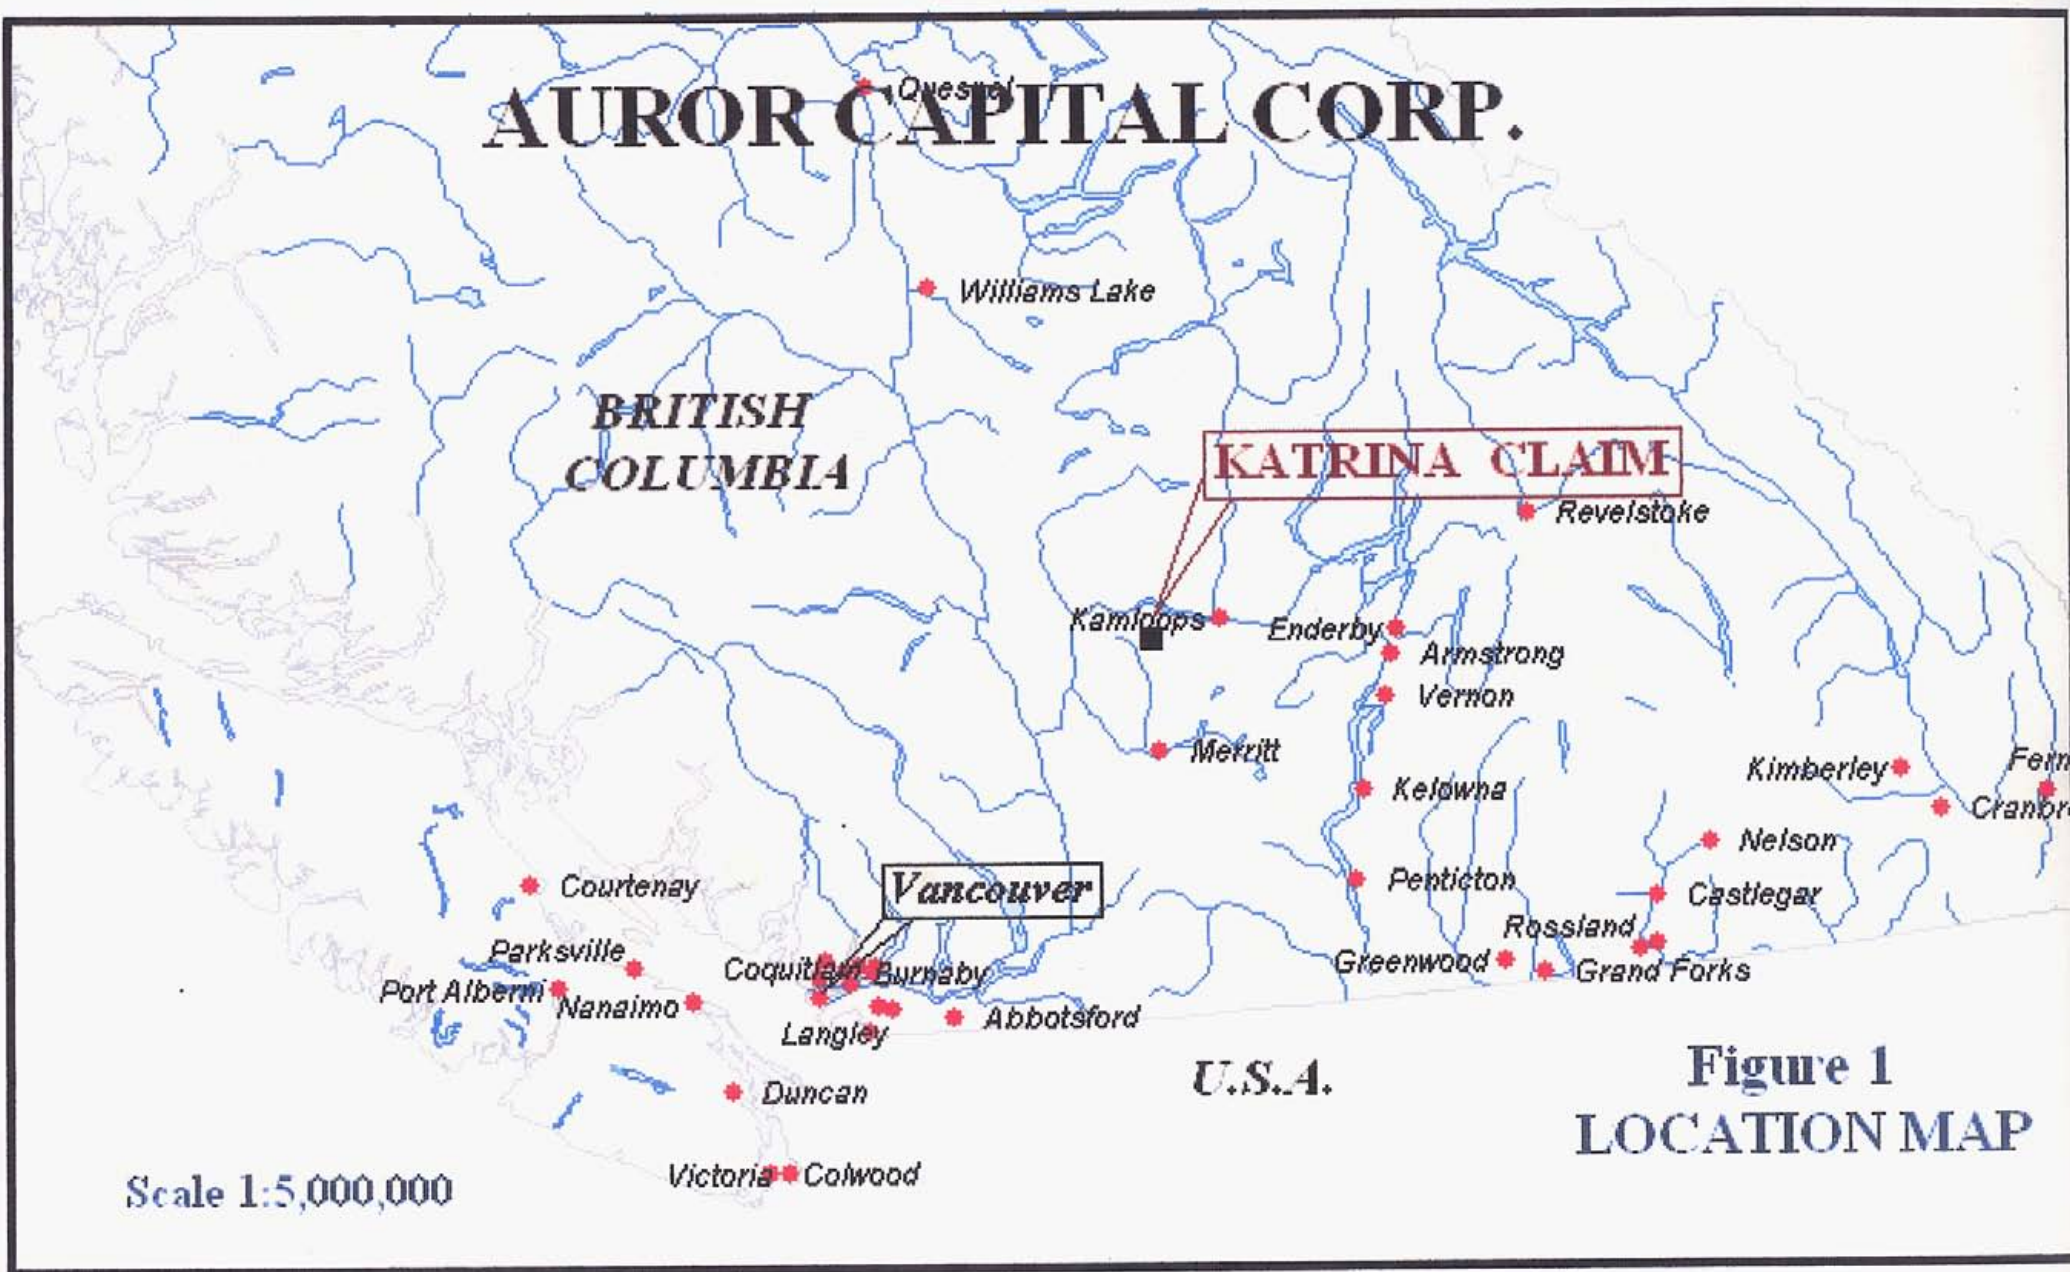 Quesnel
AUROR CAPITAL CORP.
Williams Lake
BRITISH
COLUMBIA
KATRINA CLAIM
Revelstoke
Kamloops
Enderby
Armstrong
Vernon
Merritt
Kimberley
Fern
Kelowna
Cranbro
Nelson
Courtenay
Vancouver
Penticton
Castlegar
Rossland
Parksville
Coquitlam
Burnaby
Greenwood
Grand Forks
Port Alberni
Nanaimo
Abbotsford
Langley
U.S.A.
Figure 1
LOCATION MAP
Duncan
Victoria
Colwood
Scale 1:5,000,000